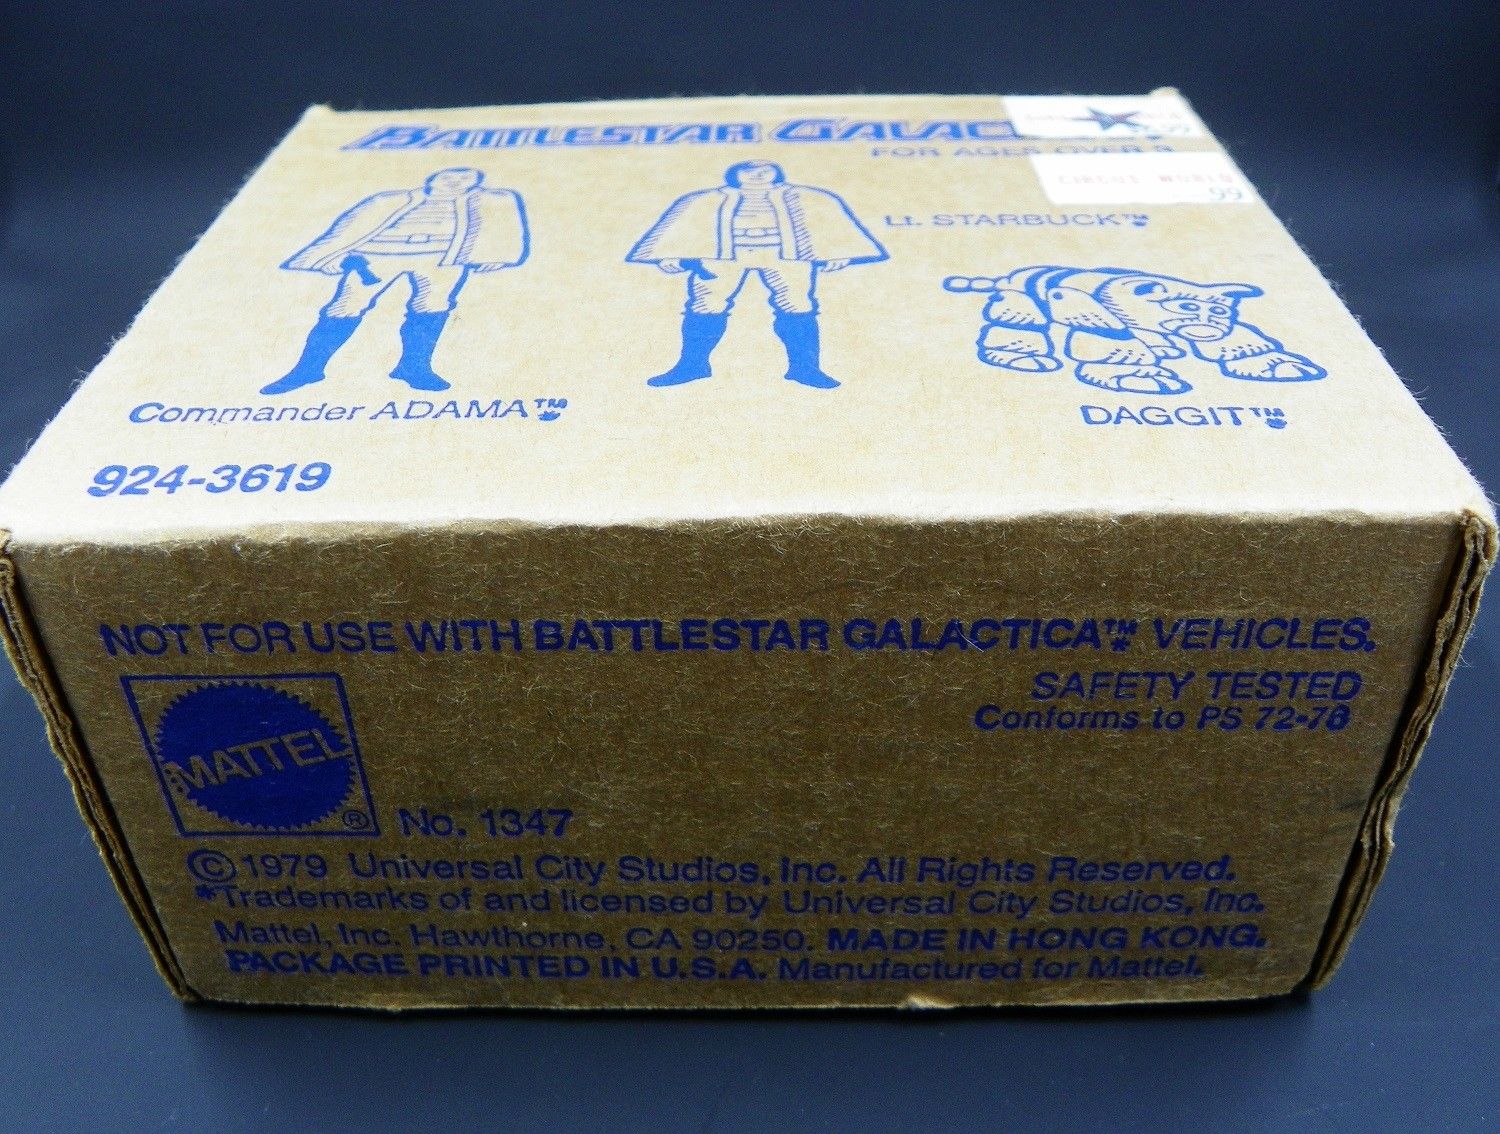 BATTLESTAR
FOR AGES OVER 3
CIRCUS WORLD
99
Lt. STARBUCK™*
Commander ADAMA™*
DAGGIT™*
924-3619
NOT FOR USE WITH BATTLESTAR GALACTICA™* VEHICLES.
SAFETY TESTED
Conforms to PS 72-76
MATTEL ®
No. 1347
© 1979 Universal City Studios, Inc. All Rights Reserved.
*Trademarks of and licensed by Universal City Studios, Inc.
Mattel, Inc. Hawthorne, CA 90250. MADE IN HONG KONG.
PACKAGE PRINTED IN U.S.A. Manufactured for Mattel.